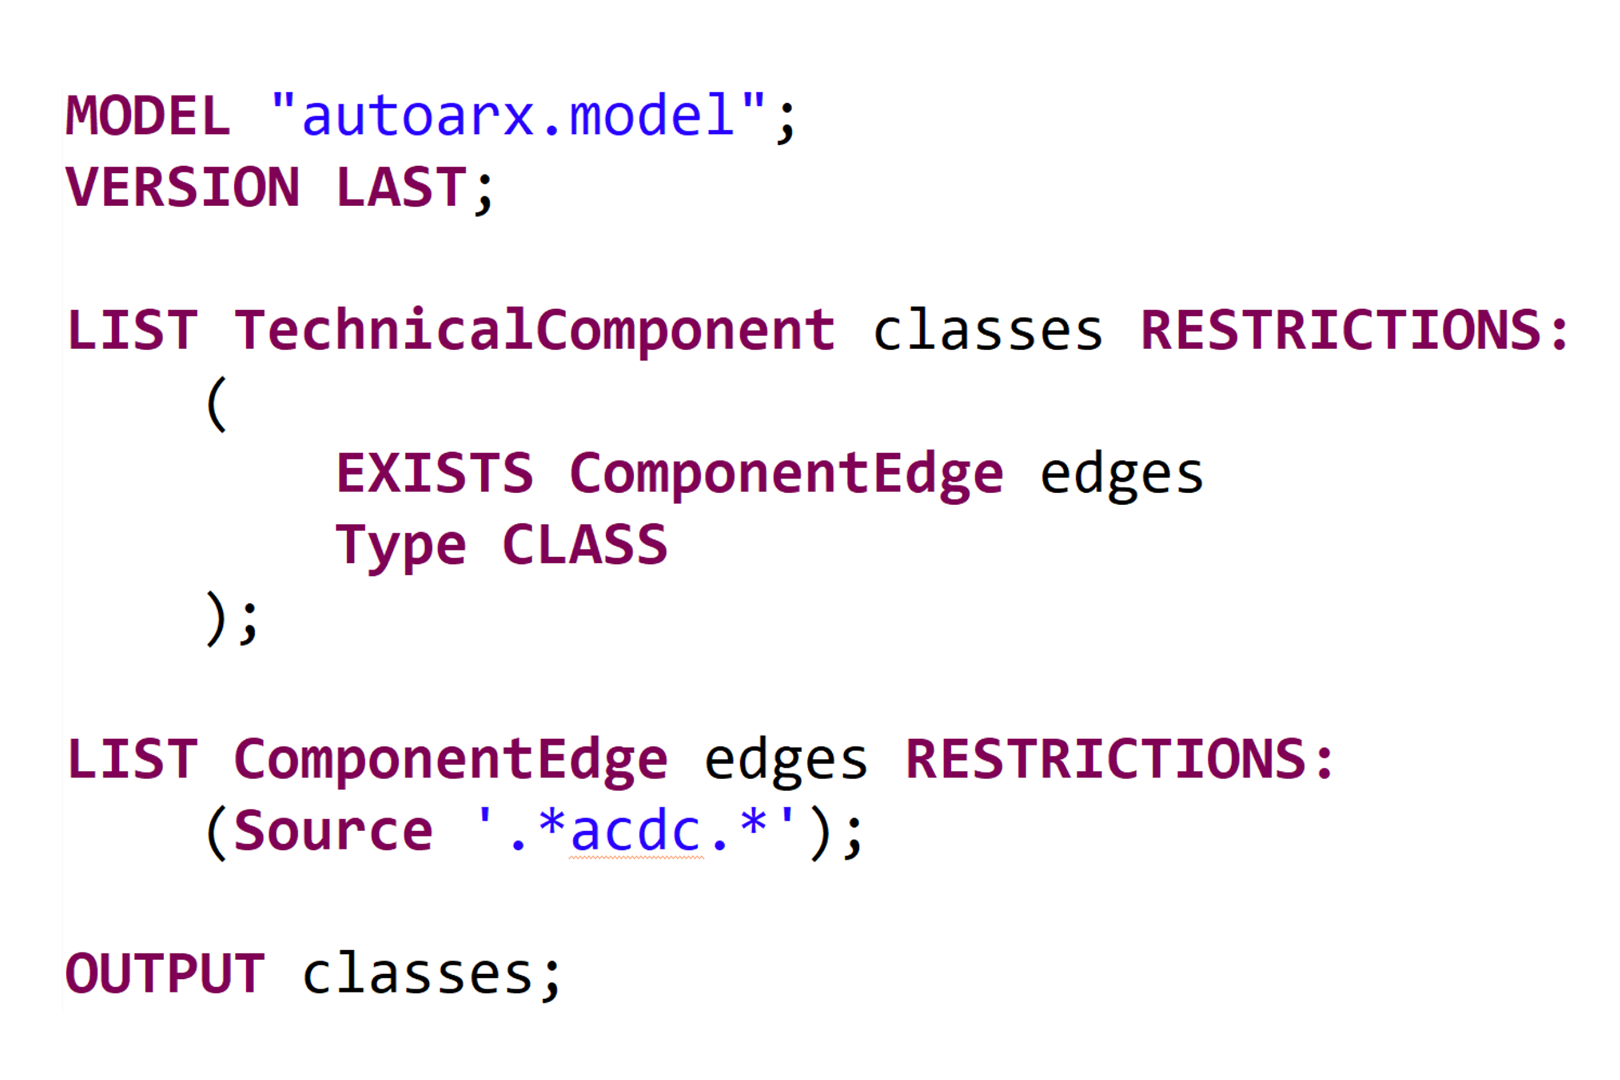 MODEL "autoarx.model";
VERSION LAST;
LIST TechnicalComponent classes RESTRICTIONS:
(
EXISTS ComponentEdge edges
Type CLASS
);
LIST ComponentEdge edges RESTRICTIONS:
(Source '.*acdc.*');
OUTPUT classes;